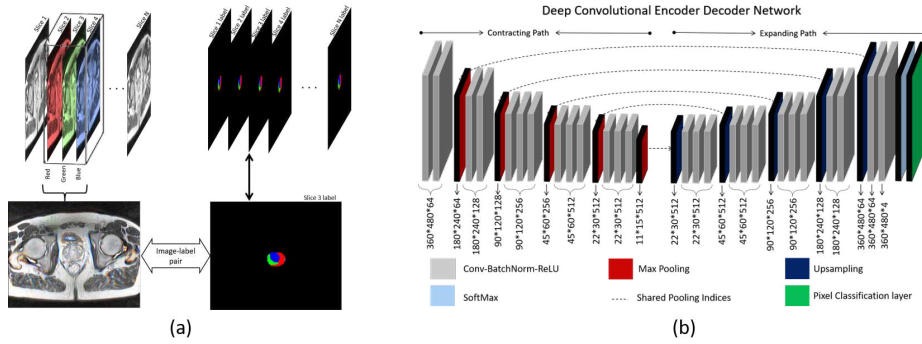 Slice 1
Slice 2
Slice 3
Slice 4
Slice N
Slice 1 label
Slice 2 label
Slice 3 label
Slice 4 label
Slice N label
Red
Green
Blue
Slice 3 label
Image-label
pair
(a)
Deep Convolutional Encoder Decoder Network
Contracting Path
Expanding Path
360*480*64
180*240*64
180*240*128
90*120*128
90*120*256
45*60*256
45*60*512
22*30*512
22*30*512
11*15*512
22*30*512
22*30*512
45*60*512
45*60*512
90*120*256
90*120*256
180*240*128
180*240*128
360*480*64
360*480*64
360*480*4
Conv-BatchNorm-ReLU
Max Pooling
Upsampling
SoftMax
Shared Pooling Indices
Pixel Classification layer
(b)